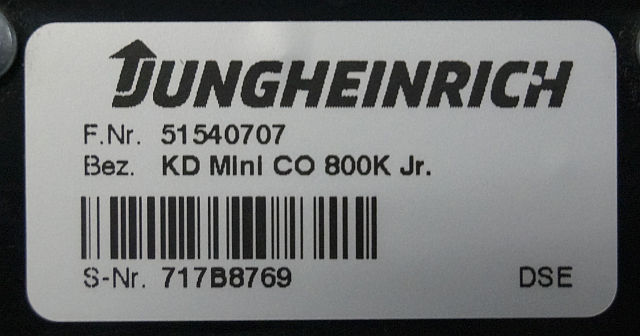 JUNGHEINRICH
F.Nr. 51540707
Bez. KD Mini CO 800K Jr.
S-Nr. 717B8769 DSE